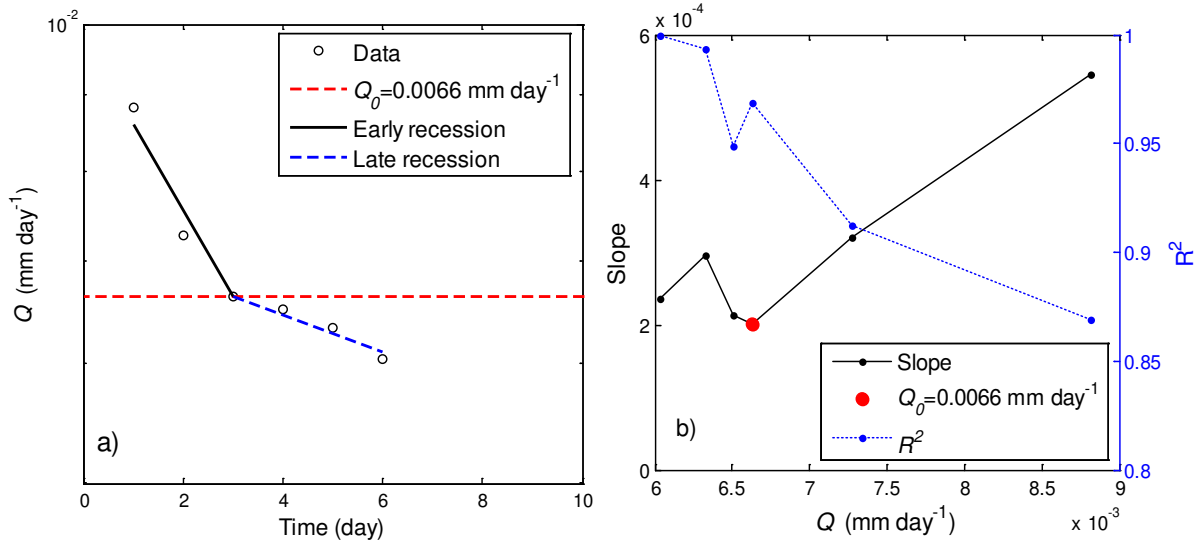 10⁻²
Q (mm day⁻¹)
Data
Q₀=0.0066 mm day⁻¹
Early recession
Late recession
a)
0 2 4 6 8 10
Time (day)
x 10⁻⁴
6
4
2
0
Slope
1
0.95
0.9
0.85
0.8
R²
Slope
Q₀=0.0066 mm day⁻¹
R²
b)
6 6.5 7 7.5 8 8.5 9
Q (mm day⁻¹)
x 10⁻³